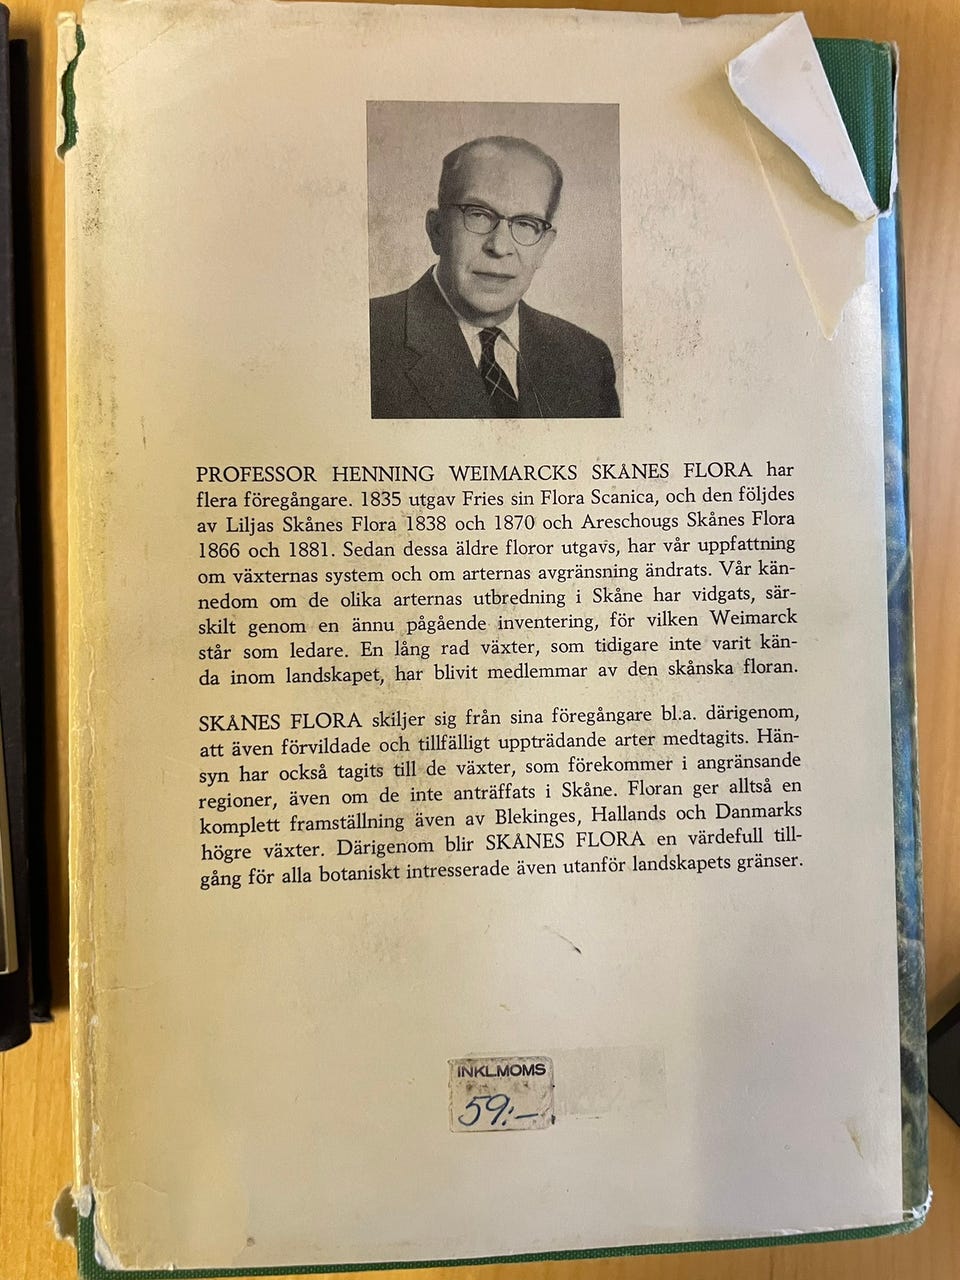 PROFESSOR HENNING WEIMARCKS SKÅNES FLORA har
flera föregångare. 1835 utgav Fries sin Flora Scanica, och den följdes
av Liljas Skånes Flora 1838 och 1870 och Areschougs Skånes Flora
1866 och 1881. Sedan dessa äldre floror utgavs, har vår uppfattning
om växternas system och om arternas avgränsning ändrats. Vår kän-
nedom om de olika arternas utbredning i Skåne har vidgats, sär-
skilt genom en ännu pågående inventering, för vilken Weimarck
står som ledare. En lång rad växter, som tidigare inte varit kän-
da inom landskapet, har blivit medlemmar av den skånska floran.
SKÅNES FLORA skiljer sig från sina föregångare bl.a. därigenom,
att även förvildade och tillfälligt uppträdande arter medtagits. Hän-
syn har också tagits till de växter, som förekommer i angränsande
regioner, även om de inte anträffats i Skåne. Floran ger alltså en
komplett framställning även av Blekinges, Hallands och Danmarks
högre växter. Därigenom blir SKÅNES FLORA en värdefull till-
gång för alla botaniskt intresserade även utanför landskapets gränser.
INKL.MOMS
59:-